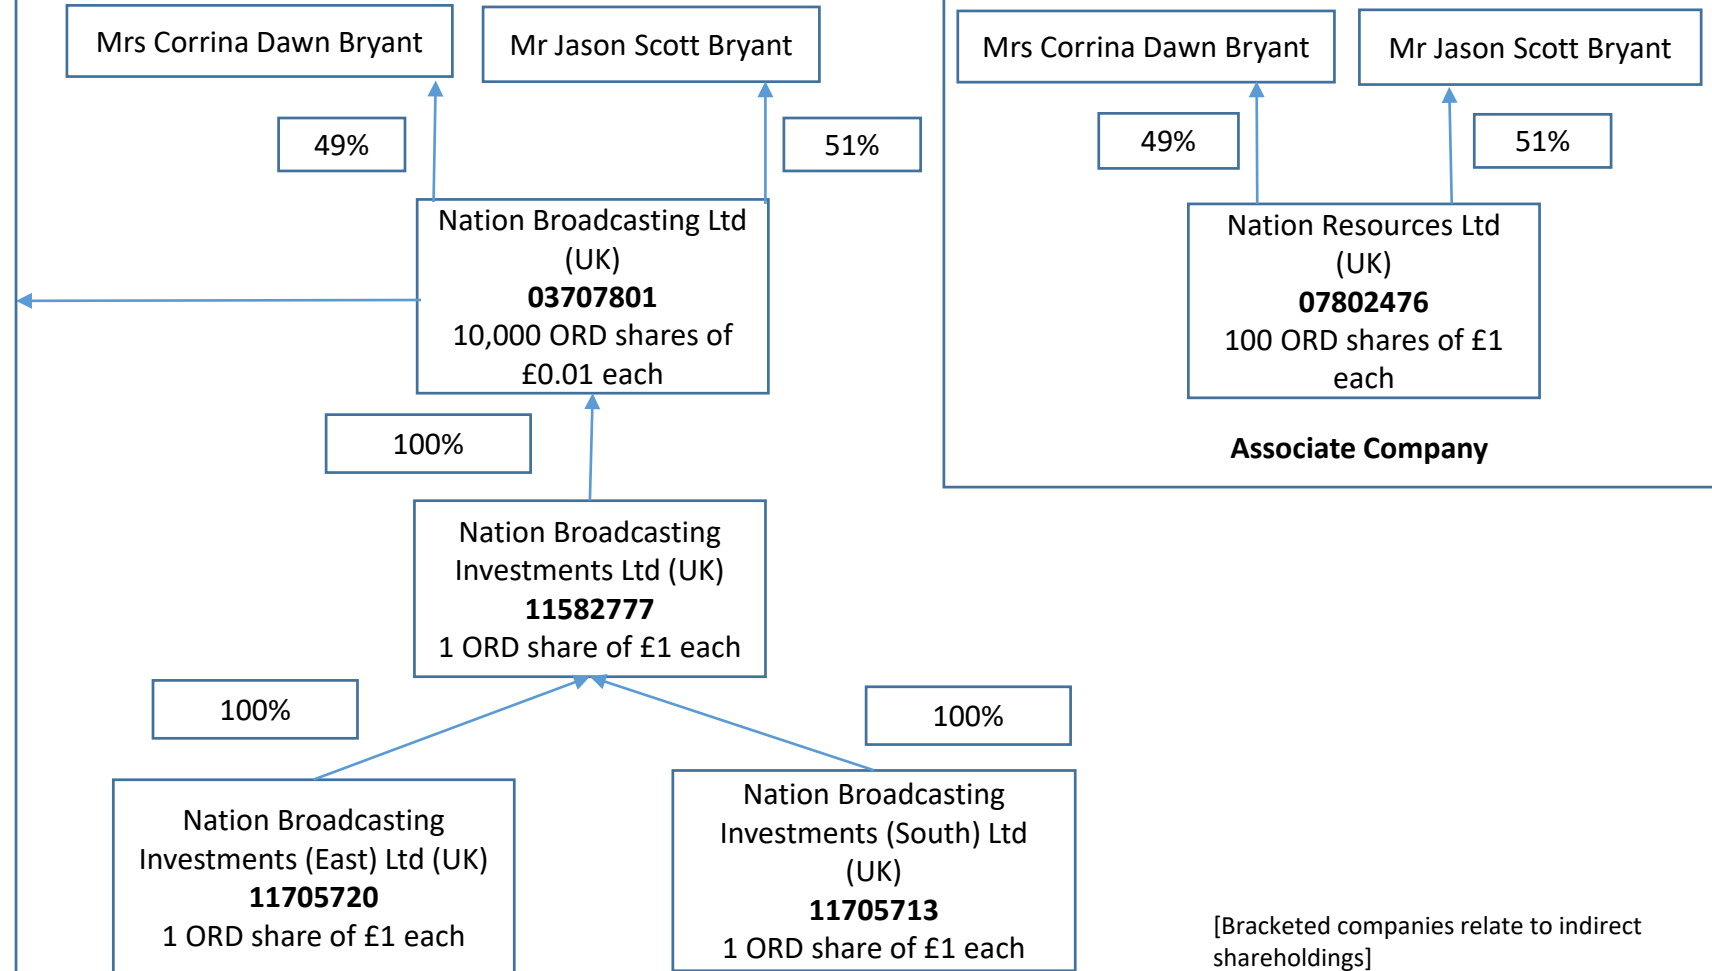 Mrs Corrina Dawn Bryant
Mr Jason Scott Bryant
49%
51%
Nation Broadcasting Ltd
(UK)
03707801
10,000 ORD shares of
£0.01 each
100%
Nation Broadcasting
Investments Ltd (UK)
11582777
1 ORD share of £1 each
100%
100%
Nation Broadcasting
Investments (East) Ltd (UK)
11705720
1 ORD share of £1 each
Nation Broadcasting
Investments (South) Ltd
(UK)
11705713
1 ORD share of £1 each
Mrs Corrina Dawn Bryant
Mr Jason Scott Bryant
49%
51%
Nation Resources Ltd
(UK)
07802476
100 ORD shares of £1
each
Associate Company
[Bracketed companies relate to indirect
shareholdings]